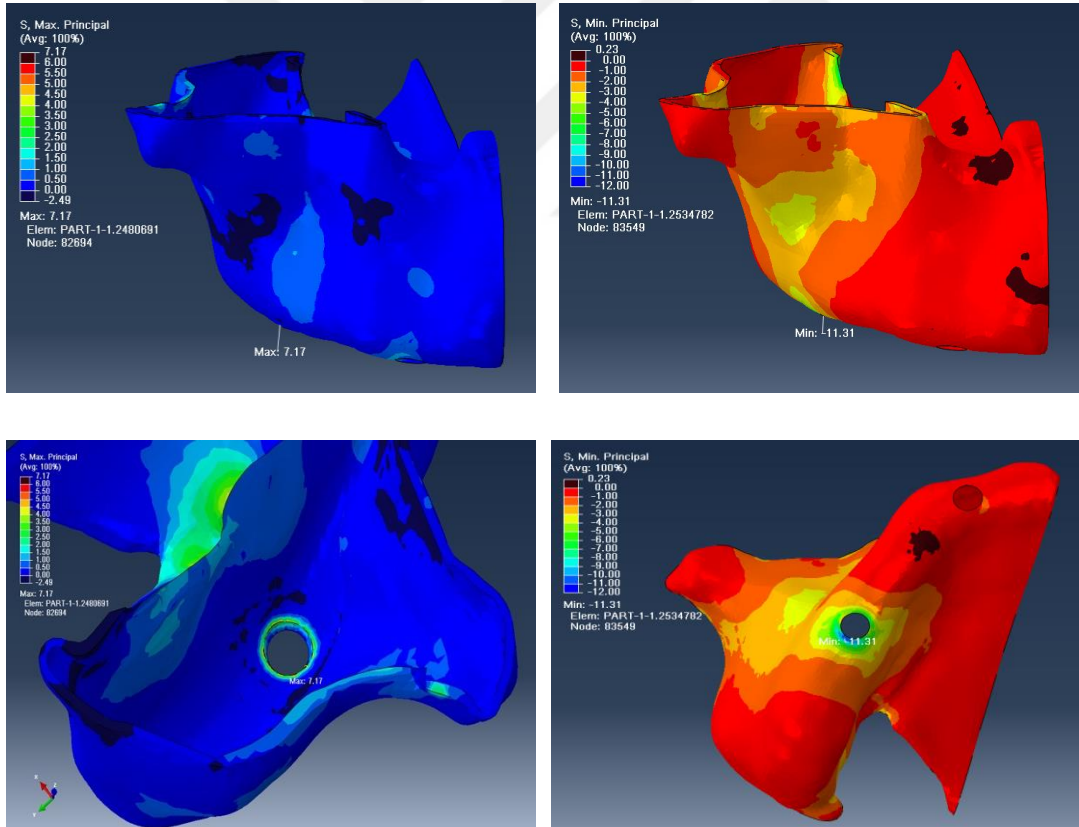 S, Max. Principal
(Avg: 100%)
7.17
6.00
5.50
5.00
4.50
4.00
3.50
3.00
2.50
2.00
1.50
1.00
0.50
0.00
-2.49
Max: 7.17
Elem: PART-1-1.2480691
Node: 82694
Max: 7.17
S, Min. Principal
(Avg: 100%)
0.23
0.00
-1.00
-2.00
-3.00
-4.00
-5.00
-6.00
-7.00
-8.00
-9.00
-10.00
-11.00
-12.00
Min: -11.31
Elem: PART-1-1.2534782
Node: 83549
Min: -11.31
S, Max. Principal
(Avg: 100%)
7.17
6.00
5.50
5.00
4.50
4.00
3.50
3.00
2.50
2.00
1.50
1.00
0.50
0.00
-2.49
Max: 7.17
Elem: PART-1-1.2480691
Node: 82694
Max: 7.17
S, Min. Principal
(Avg: 100%)
0.23
0.00
-1.00
-2.00
-3.00
-4.00
-5.00
-6.00
-7.00
-8.00
-9.00
-10.00
-11.00
-12.00
Min: -11.31
Elem: PART-1-1.2534782
Node: 83549
Min: -11.31